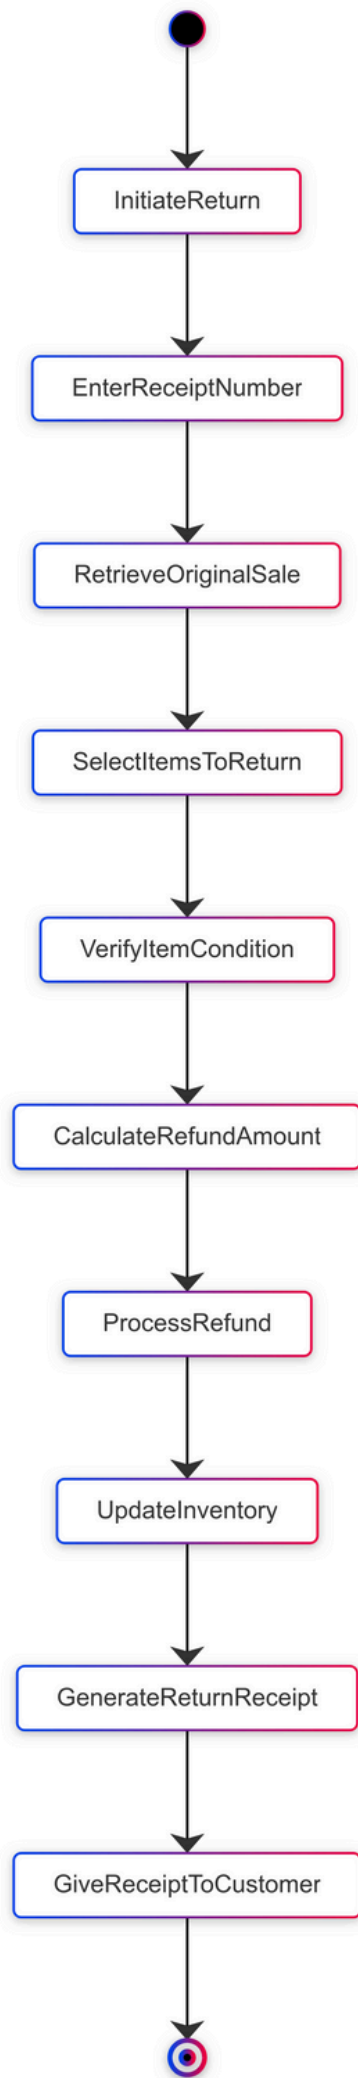 InitiateReturn
EnterReceiptNumber
RetrieveOriginalSale
SelectItemsToReturn
VerifyItemCondition
CalculateRefundAmount
ProcessRefund
UpdateInventory
GenerateReturnReceipt
GiveReceiptToCustomer